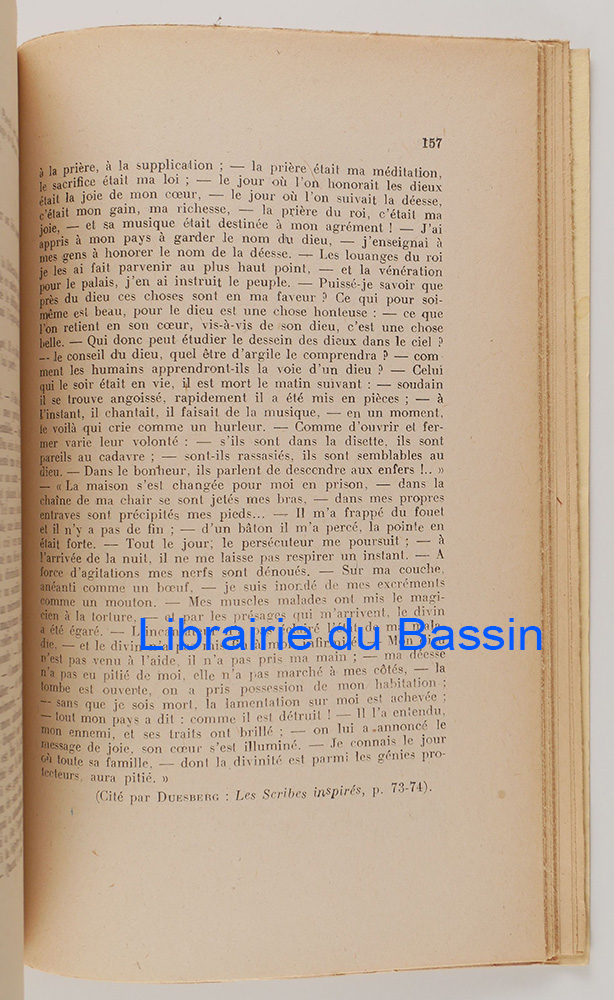 157
à la prière, à la supplication ; — la prière était ma méditation,
le sacrifice était ma loi ; — le jour où l'on honorait les dieux
était la joie de mon cœur, — le jour où l'on suivait la déesse,
c'était mon gain, ma richesse, — la prière du roi, c'était ma
joie, — et sa musique était destinée à mon agrément ! — J'ai
appris à mon pays à garder le nom du dieu, — j'enseignai à
mes gens à honorer le nom de la déesse. — Les louanges du roi
je les ai fait parvenir au plus haut point, — et la vénération
pour le palais, j'en ai instruit le peuple. — Puissé-je savoir que
près du dieu ces choses sont en ma faveur ? Ce qui pour soi-
même est beau, pour le dieu est une chose honteuse : — ce que
l'on retient en son cœur, vis-à-vis de son dieu, c'est une chose
belle. — Qui donc peut étudier le dessein des dieux dans le ciel ?
— le conseil du dieu, quel être d'argile le comprendra ? — com
ment les humains apprendront-ils la voie d'un dieu ? — Celui
qui le soir était en vie, il est mort le matin suivant : — soudain
il se trouve angoissé, rapidement il a été mis en pièces ; — à
l'instant, il chantait, il faisait de la musique, — en un moment,
le voilà qui crie comme un hurleur. — Comme d'ouvrir et fer-
mer varie leur volonté : — s'ils sont dans la disette, ils sont
pareils au cadavre ; — sont-ils rassasiés, ils sont semblables au
dieu. — Dans le bonheur, ils parlent de descendre aux enfers !.. »
— « La maison s'est changée pour moi en prison, — dans la
chaîne de ma chair se sont jetés mes bras, — dans mes propres
entraves sont précipités mes pieds... — Il m'a frappé du fouet
et il n'y a pas de fin ; — d'un bâton il m'a percé, la pointe en
était forte. — Tout le jour, le persécuteur me poursuit ; — à
l'arrivée de la nuit, il ne me laisse pas respirer un instant. — A
force d'agitations mes nerfs sont dénoués. — Sur ma couche,
anéanti comme un bœuf, — je suis inondé de mes excréments
comme un mouton. — Mes muscles malades ont mis le magi-
cien à la torture, — et par les présages qui m'arrivent, le divin
a été égaré. —
Librairie du Bassin
die, — et le
n'est pas venu à l'aide, il n'a pas pris ma main ; — ma déesse
n'a pas eu pitié de moi, elle n'a pas marché à mes côtés, — la
tombe est ouverte, on a pris possession de mon habitation ;
— sans que je sois mort, la lamentation sur moi est achevée ;
— tout mon pays a dit : comme il est détruit ! — Il l'a entendu,
mon ennemi, et ses traits ont brillé ; — on lui a annoncé le
message de joie, son cœur s'est illuminé. — Je connais le jour
où toute sa famille, — dont la divinité est parmi les génies pro-
tecteurs, aura pitié. »
(Cité par DUESBERG : Les Scribes inspirés, p. 73-74).